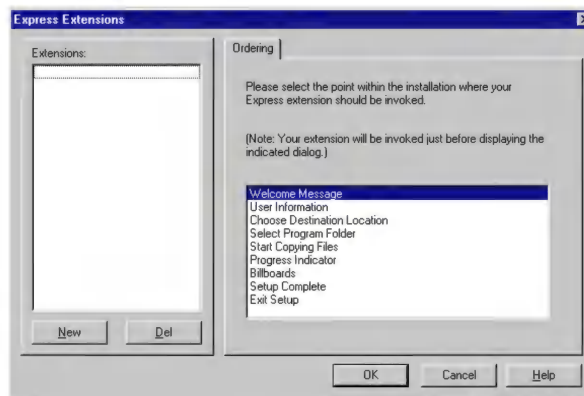 Express Extensions
Extensions:
New
Del
Ordering
Please select the point within the installation where your
Express extension should be invoked.
(Note: Your extension will be invoked just before displaying the
indicated dialog.)
Welcome Message
User Information
Choose Destination Location
Select Program Folder
Start Copying Files
Progress Indicator
Billboards
Setup Complete
Exit Setup
OK
Cancel
Help